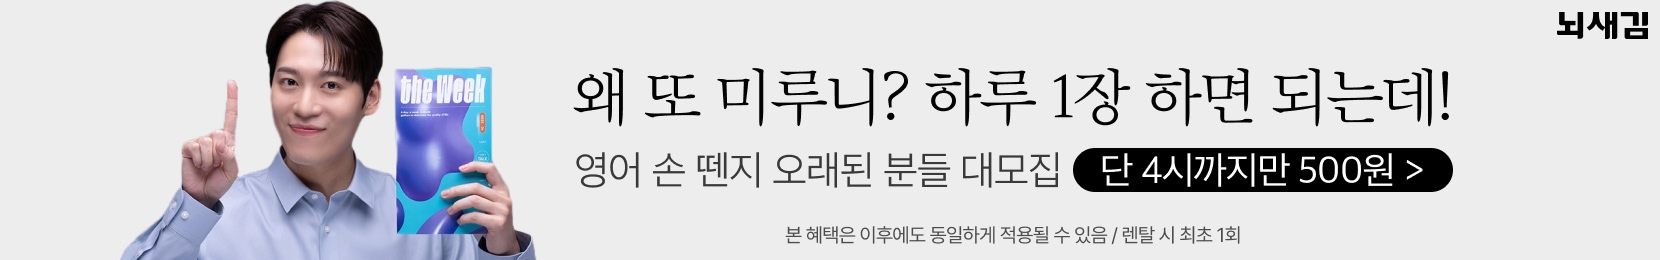 뇌새김
the Week
왜 또 미루니? 하루 1장 하면 되는데!
영어 손 뗀지 오래된 분들 대모집 단 4시까지만 500원 >
본 혜택은 이후에도 동일하게 적용될 수 있음 / 렌탈 시 최초 1회